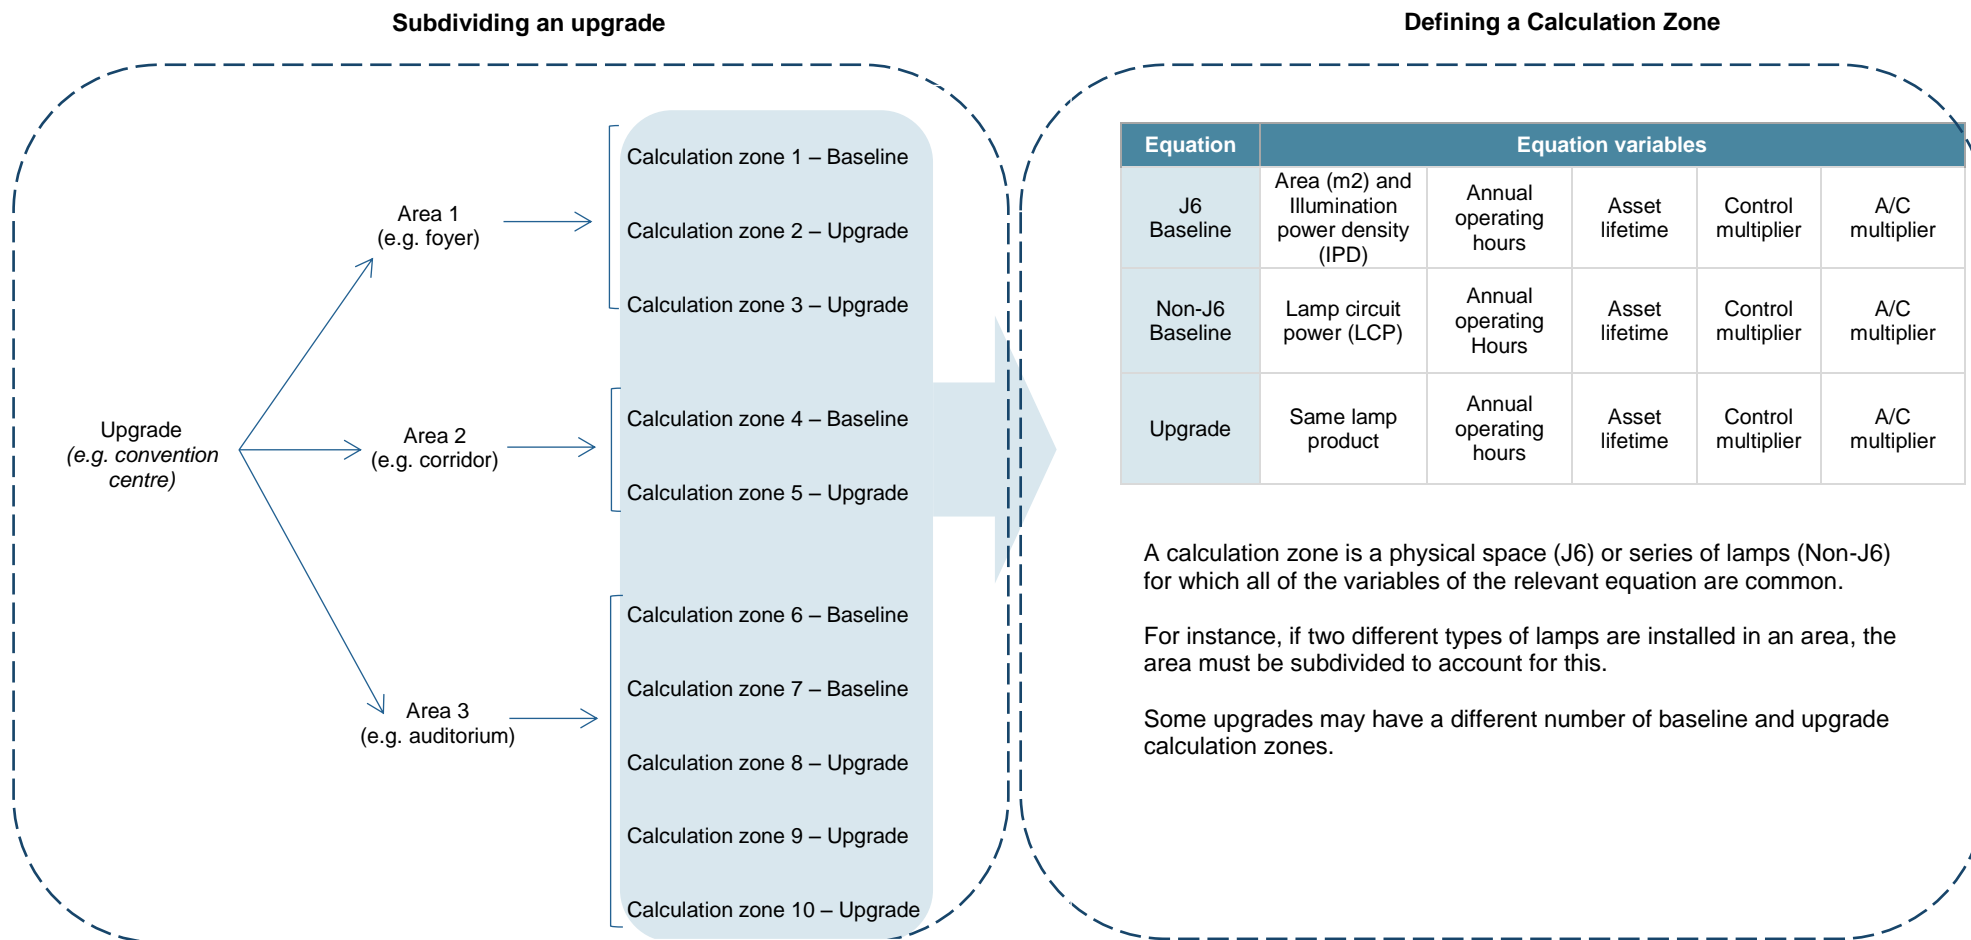 Subdividing an upgrade
Upgrade
(e.g. convention
centre)
Area 1
(e.g. foyer)
Area 2
(e.g. corridor)
Area 3
(e.g. auditorium)
Calculation zone 1 – Baseline
Calculation zone 2 – Upgrade
Calculation zone 3 – Upgrade
Calculation zone 4 – Baseline
Calculation zone 5 – Upgrade
Calculation zone 6 – Baseline
Calculation zone 7 – Baseline
Calculation zone 8 – Upgrade
Calculation zone 9 – Upgrade
Calculation zone 10 – Upgrade
Defining a Calculation Zone
Equation
Equation variables
J6
Baseline
Area (m2) and
Illumination
power density
(IPD)
Annual
operating
hours
Asset
lifetime
Control
multiplier
A/C
multiplier
Non-J6
Baseline
Lamp circuit
power (LCP)
Annual
operating
Hours
Asset
lifetime
Control
multiplier
A/C
multiplier
Upgrade
Same lamp
product
Annual
operating
hours
Asset
lifetime
Control
multiplier
A/C
multiplier
A calculation zone is a physical space (J6) or series of lamps (Non-J6)
for which all of the variables of the relevant equation are common.
For instance, if two different types of lamps are installed in an area, the
area must be subdivided to account for this.
Some upgrades may have a different number of baseline and upgrade
calculation zones.